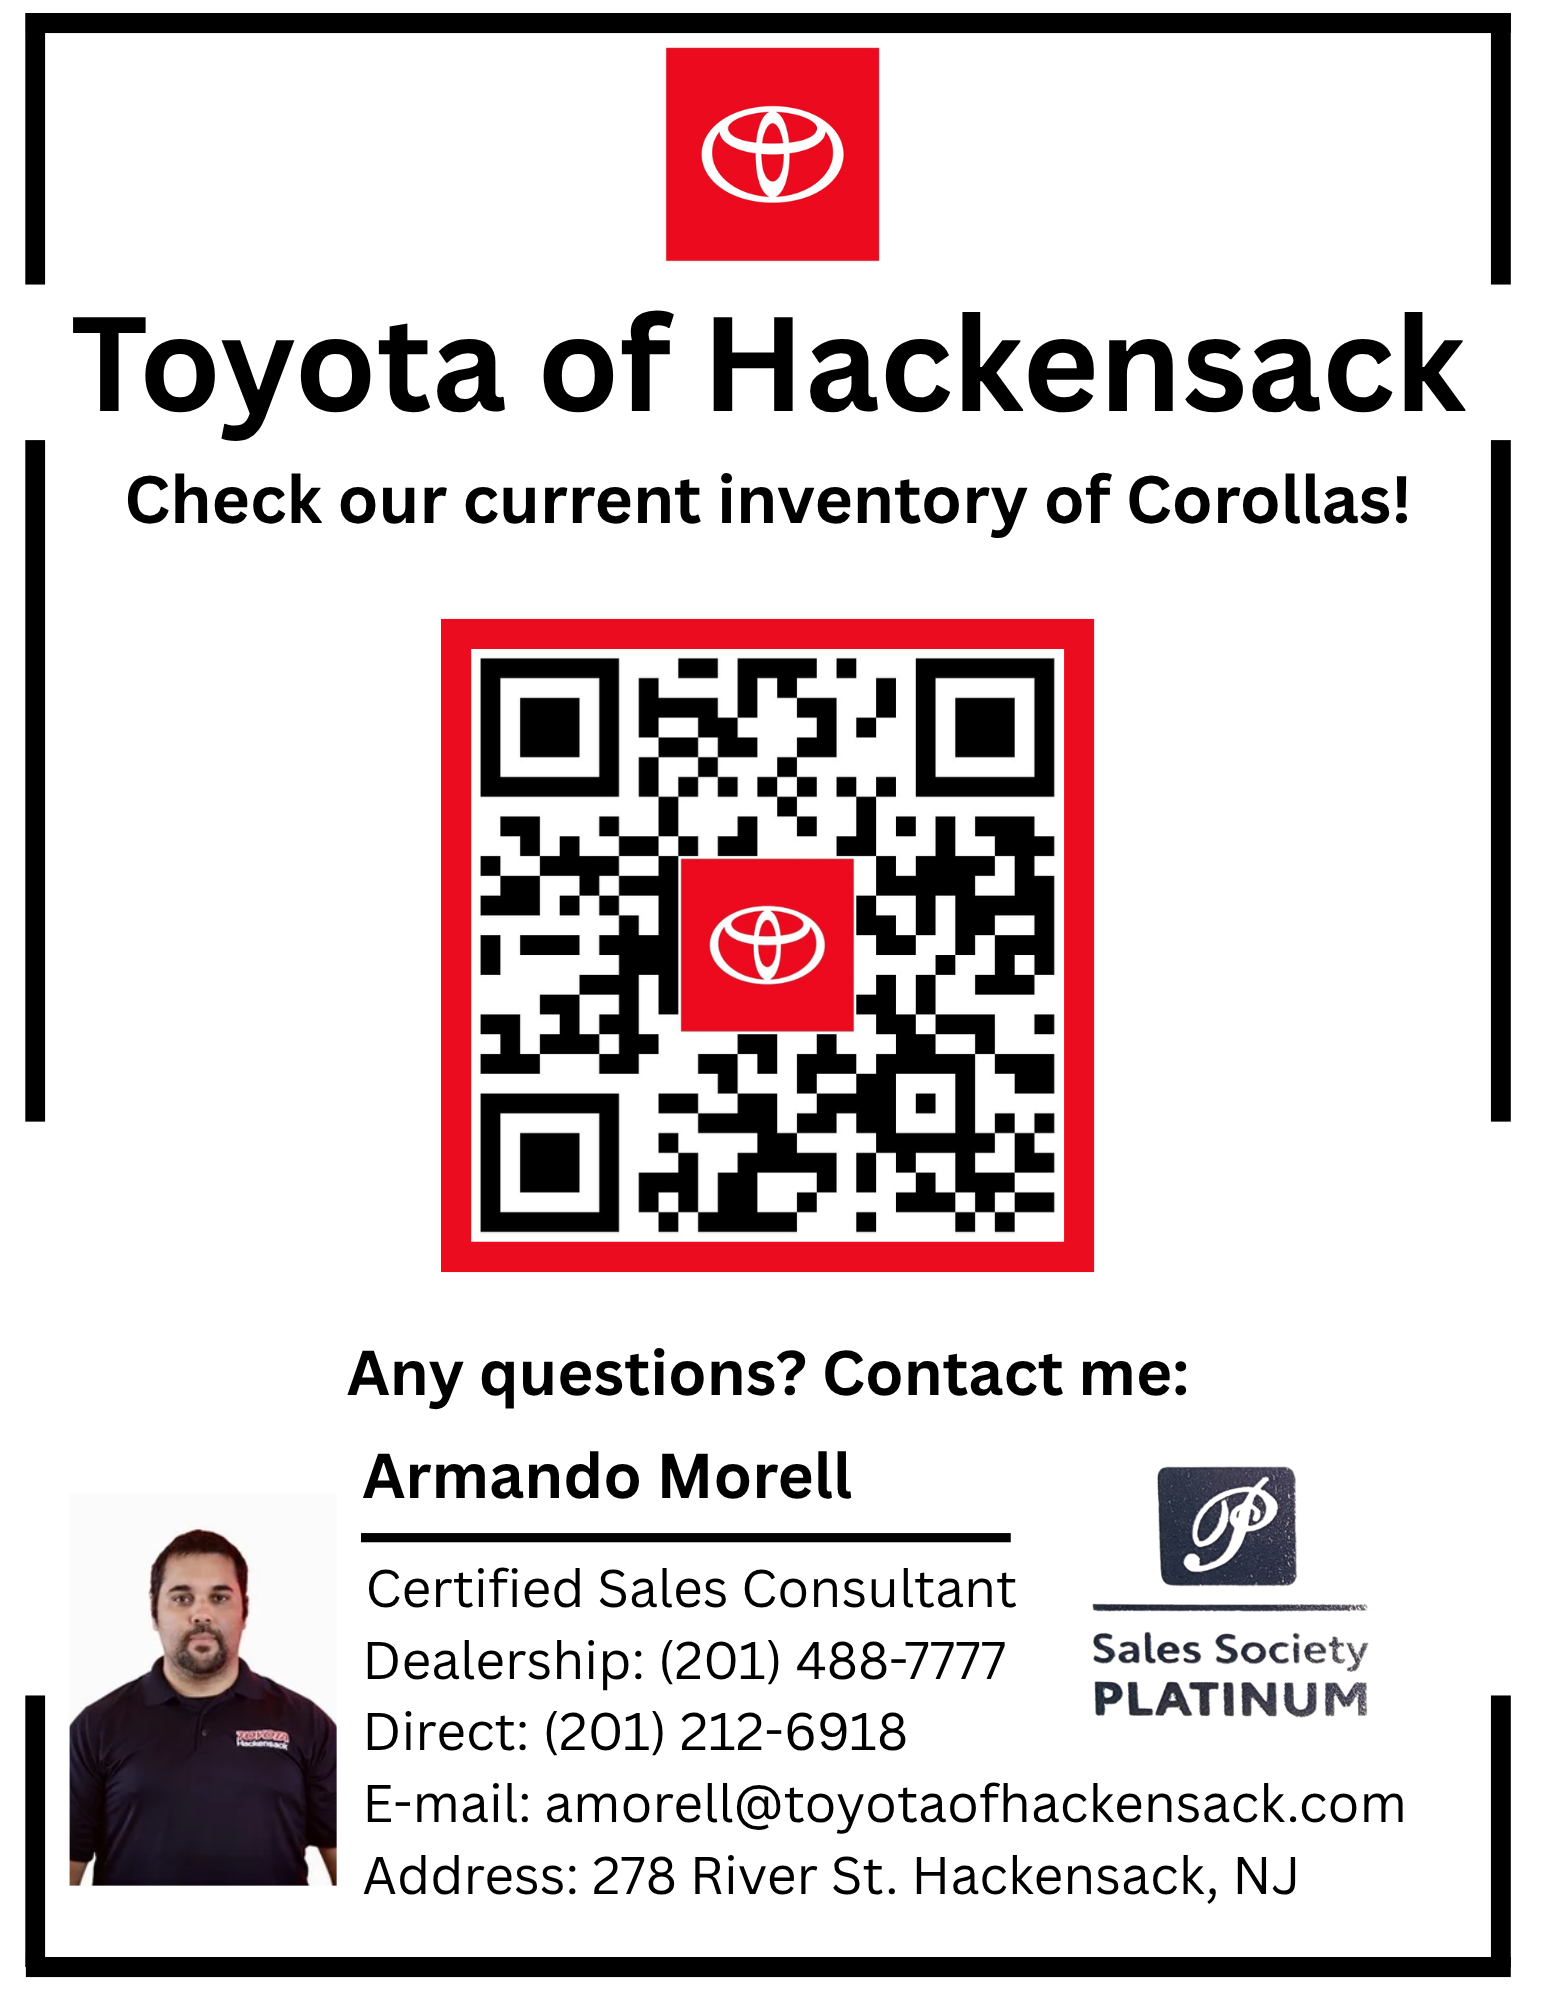 Toyota of Hackensack
Check our current inventory of Corollas!
Any questions? Contact me:
Armando Morell
Certified Sales Consultant
Dealership: (201) 488-7777
Direct: (201) 212-6918
E-mail: amorell@toyotaofhackensack.com
Address: 278 River St. Hackensack, NJ
TOYOTA
Hackensack
P
Sales Society
PLATINUM